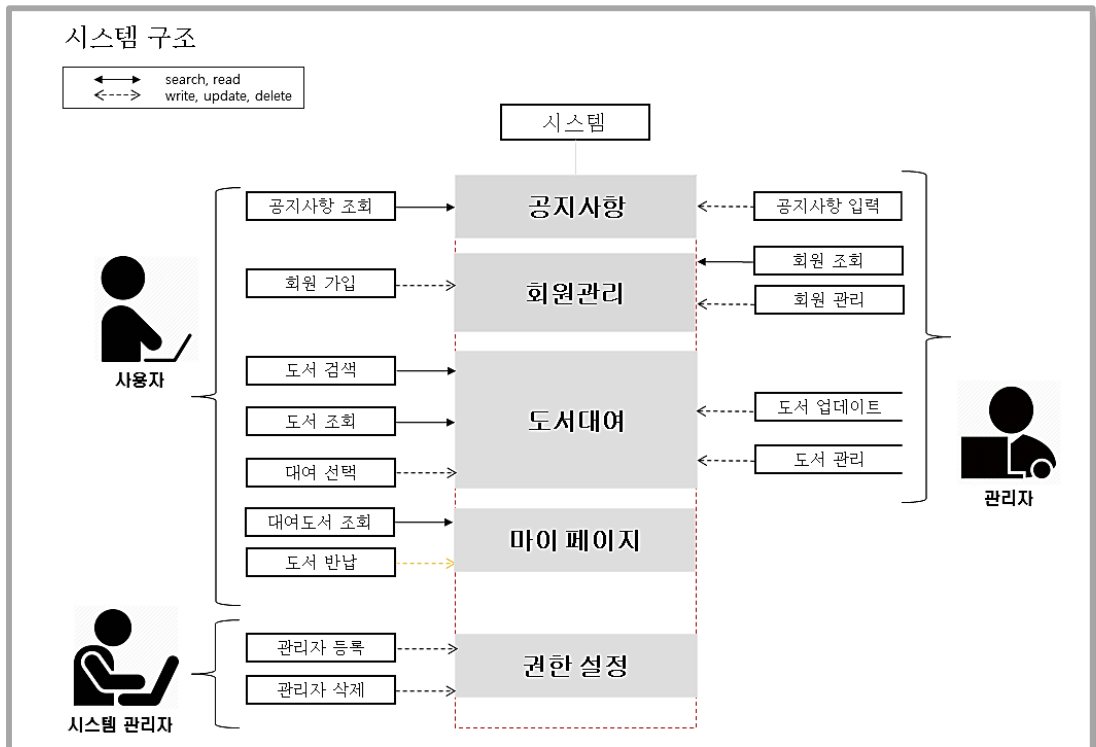 시스템 구조
search, read
write, update, delete
시스템
공지사항 조회
공지사항
공지사항 입력
회원 가입
회원관리
회원 조회
회원 관리
사용자
도서 검색
도서 조회
대여 선택
도서대여
도서 업데이트
도서 관리
관리자
대여도서 조회
도서 반납
마이 페이지
관리자 등록
관리자 삭제
권한 설정
시스템 관리자